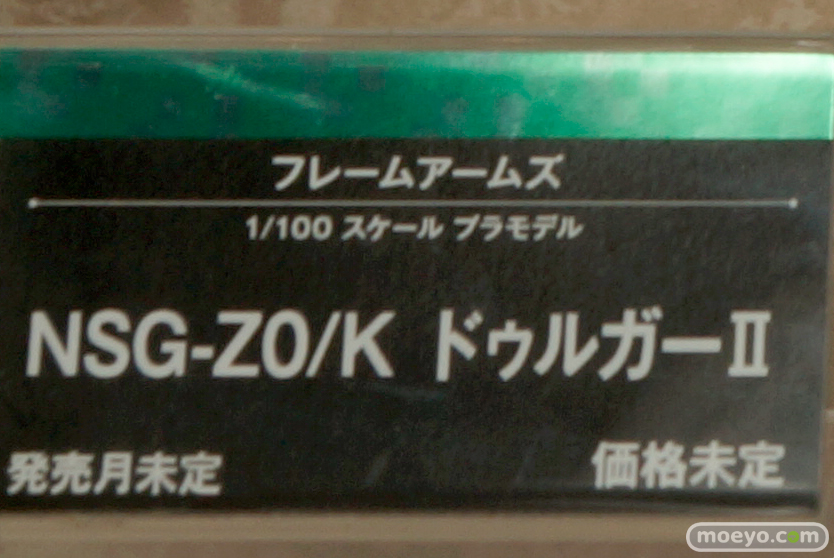 フレームアームズ
1/100 スケール プラモデル
NSG-Z0/K ドゥルガーⅡ
発売月未定
価格未定
moeyo.com